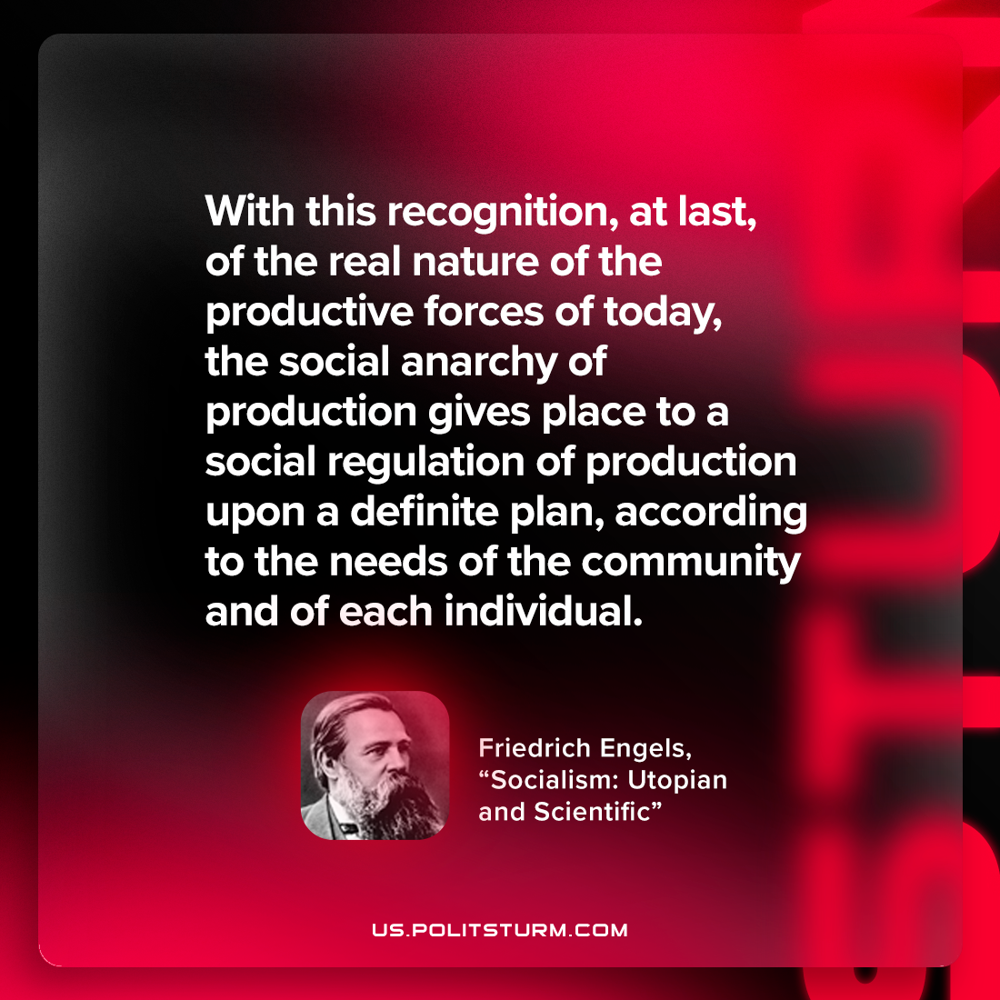 With this recognition, at last,
of the real nature of the
productive forces of today,
the social anarchy of
production gives place to a
social regulation of production
upon a definite plan, according
to the needs of the community
and of each individual.
Friedrich Engels,
“Socialism: Utopian
and Scientific”
US.POLITSTURM.COM